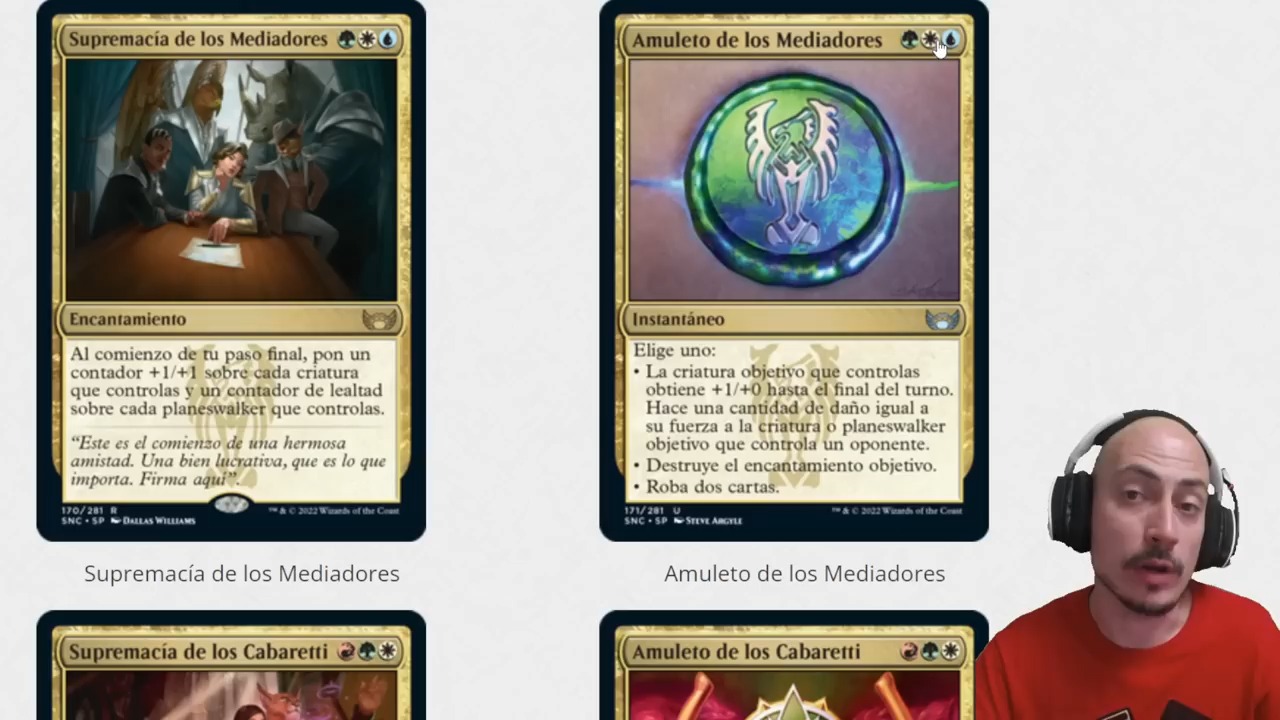 Supremacía de los Mediadores
Encantamiento
Al comienzo de tu paso final, pon un
contador +1/+1 sobre cada criatura
que controlas y un contador de lealtad
sobre cada planeswalker que controlas.
“Este es el comienzo de una hermosa
amistad. Una bien lucrativa, que es lo que
importa. Firma aquí”.
170/281 R
SNC • SP DALLAS WILLIAMS
™ & © 2022 Wizards of the Coast
Supremacía de los Mediadores
Amuleto de los Mediadores
Instantáneo
Elige uno:
• La criatura objetivo que controlas
obtiene +1/+0 hasta el final del turno.
Hace una cantidad de daño igual a
su fuerza a la criatura o planeswalker
objetivo que controla un oponente.
• Destruye el encantamiento objetivo.
• Roba dos cartas.
171/281 U
SNC • SP STEVE ARGYLE
™ & © 2022 Wizards of the Coast
Amuleto de los Mediadores
Supremacía de los Cabaretti
Amuleto de los Cabaretti